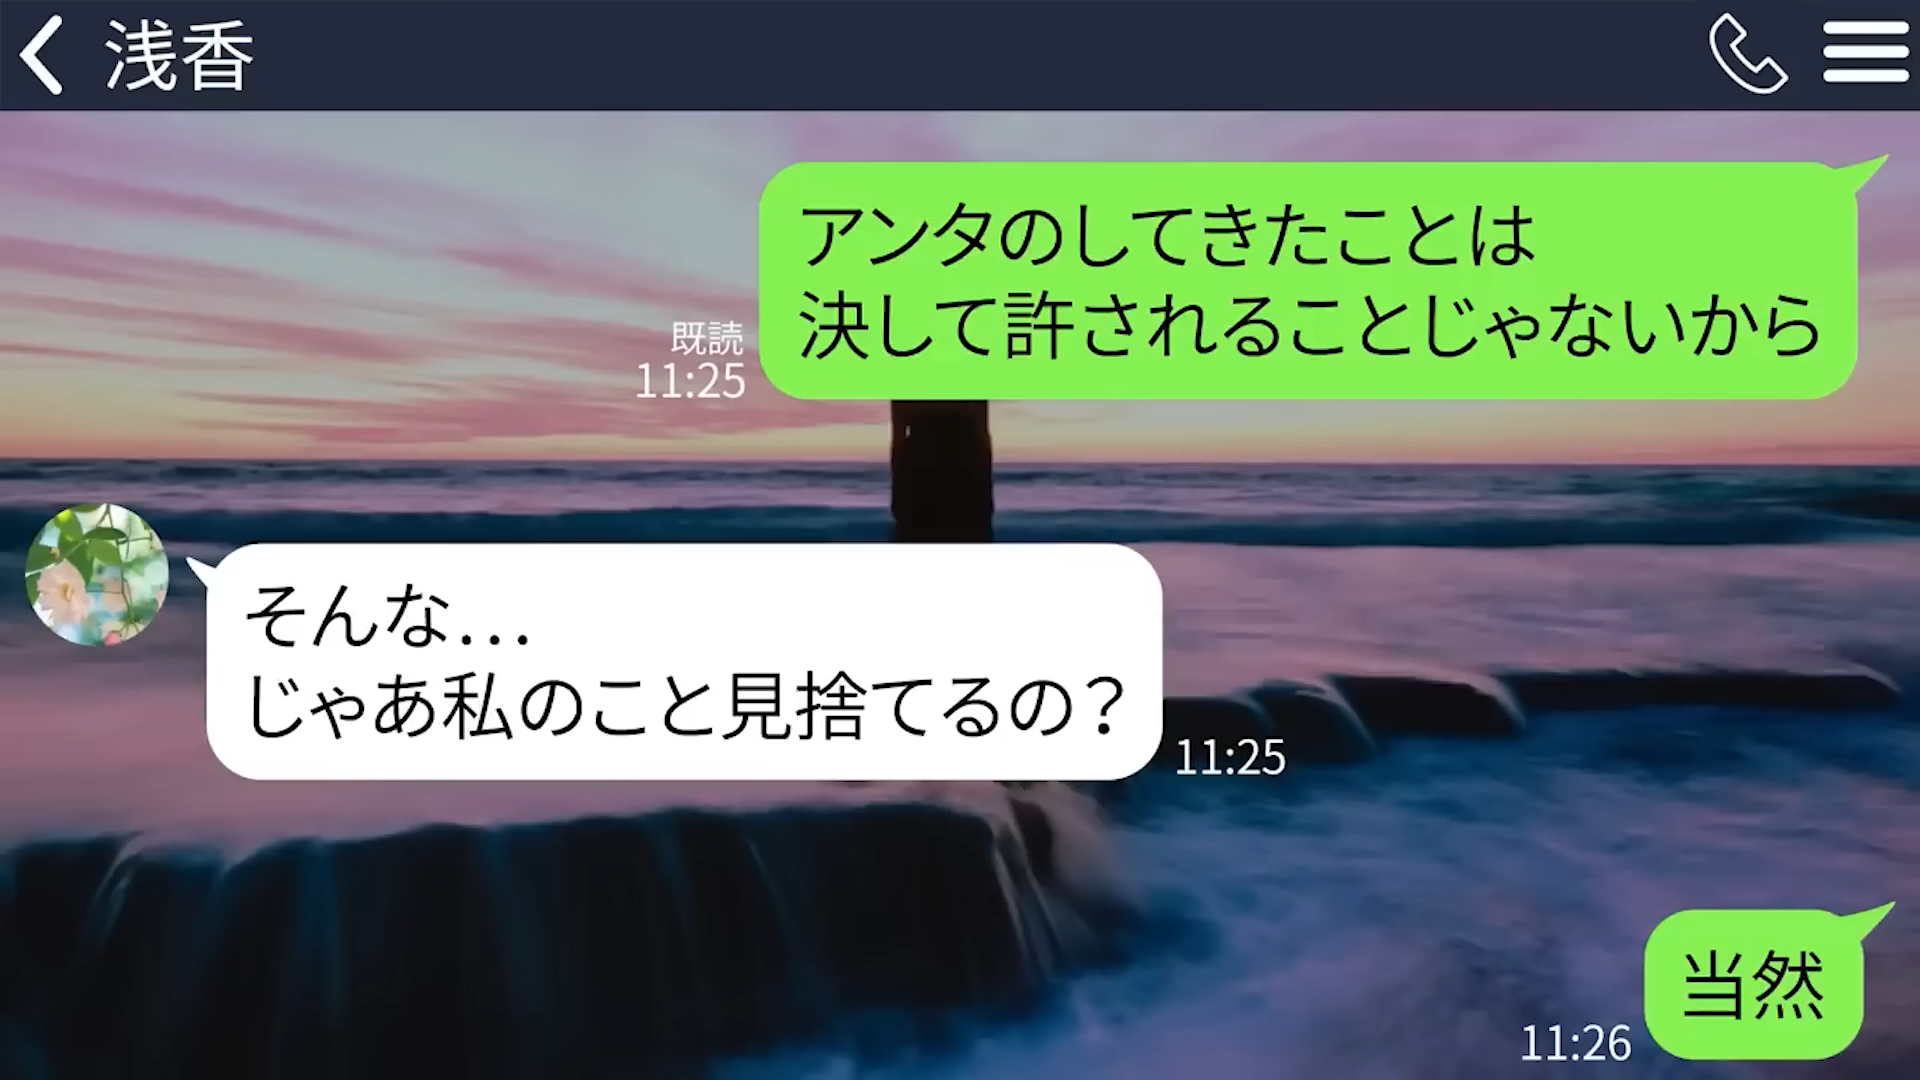 浅香
アンタのしてきたことは
決して許されることじゃないから
既読
11:25
そんな…
じゃあ私のこと見捨てるの？
11:25
当然
11:26